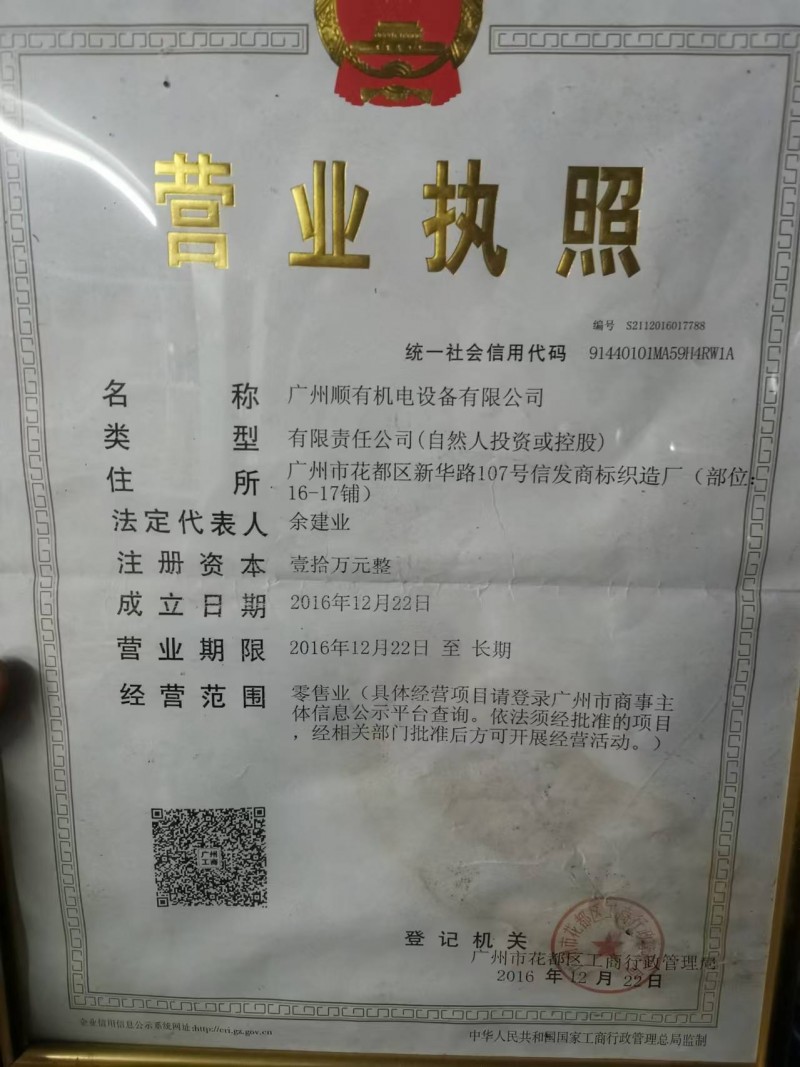 营业执照
编号 S2112016017788
统一社会信用代码 91440101MA59H4RW1A
名称 广州顺有机电设备有限公司
类型 有限责任公司(自然人投资或控股)
住所 广州市花都区新华路107号信发商标织造厂（部位：
16-17铺）
法定代表人 余建业
注册资本 壹拾万元整
成立日期 2016年12月22日
营业期限 2016年12月22日 至 长期
经营范围 零售业（具体经营项目请登录广州市商事主
体信息公示平台查询。依法须经批准的项目
，经相关部门批准后方可开展经营活动。）
广州
工商
登记机关
广州市花都区工商行政管理局
2016 年 12 月 22 日
企业信用信息公示系统网址:http://cri.gz.gov.cn
中华人民共和国国家工商行政管理总局监制